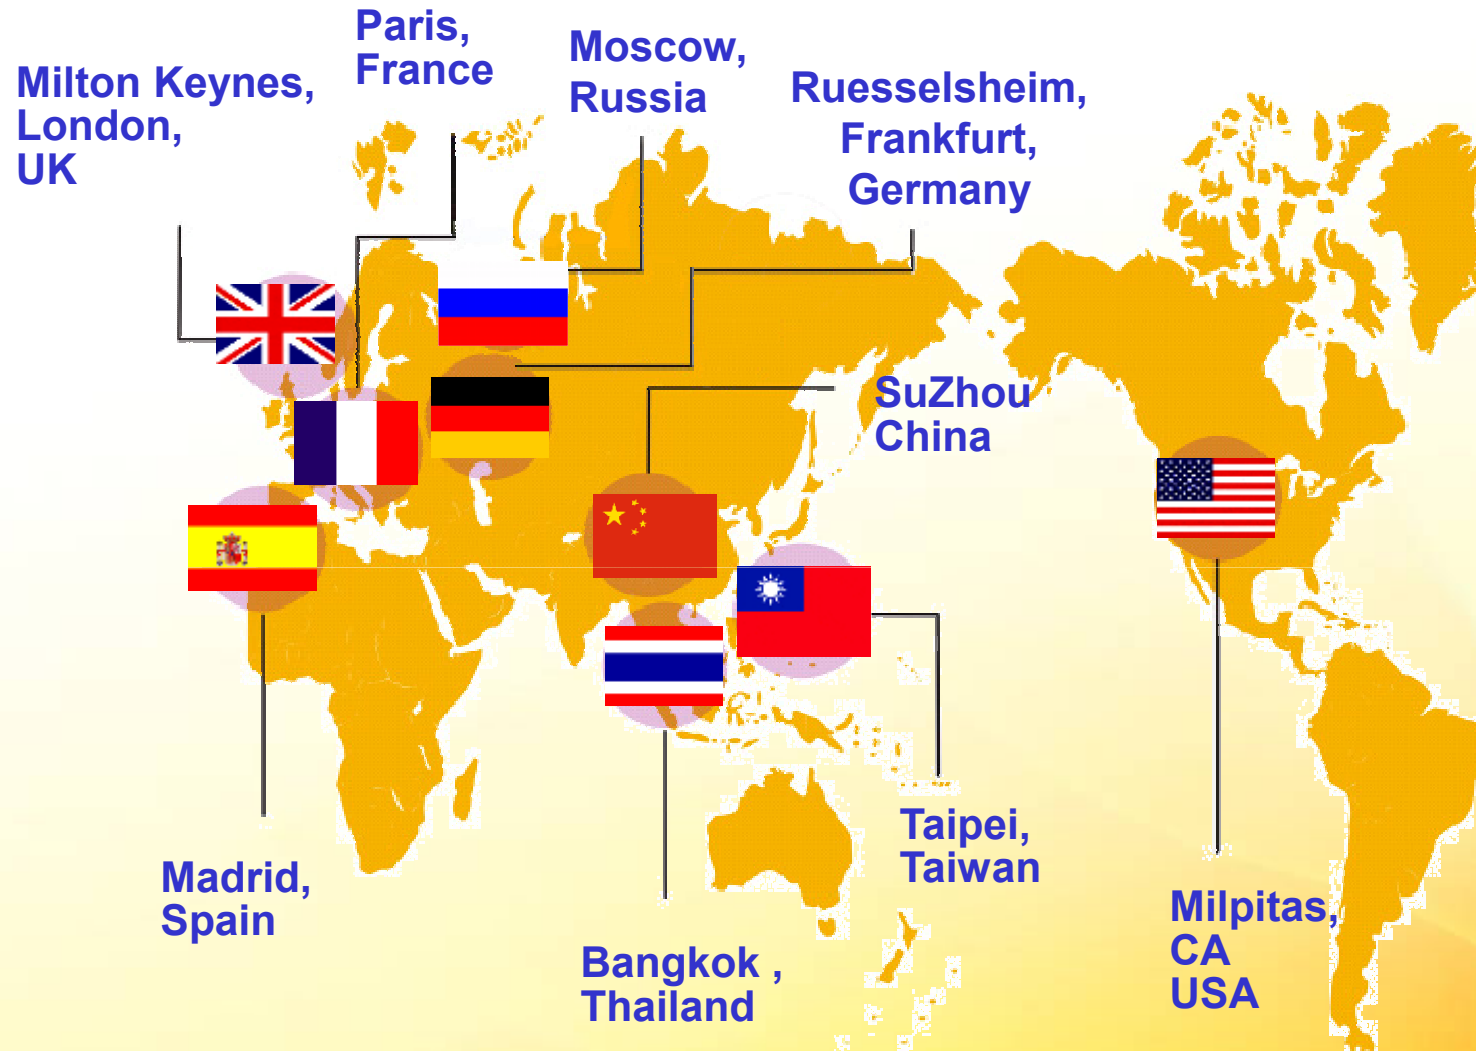 Paris,
France
Moscow,
Russia
Milton Keynes,
London,
UK
Ruesselsheim,
Frankfurt,
Germany
SuZhou
China
Taipei,
Taiwan
Madrid,
Spain
Bangkok ,
Thailand
Milpitas,
CA
USA